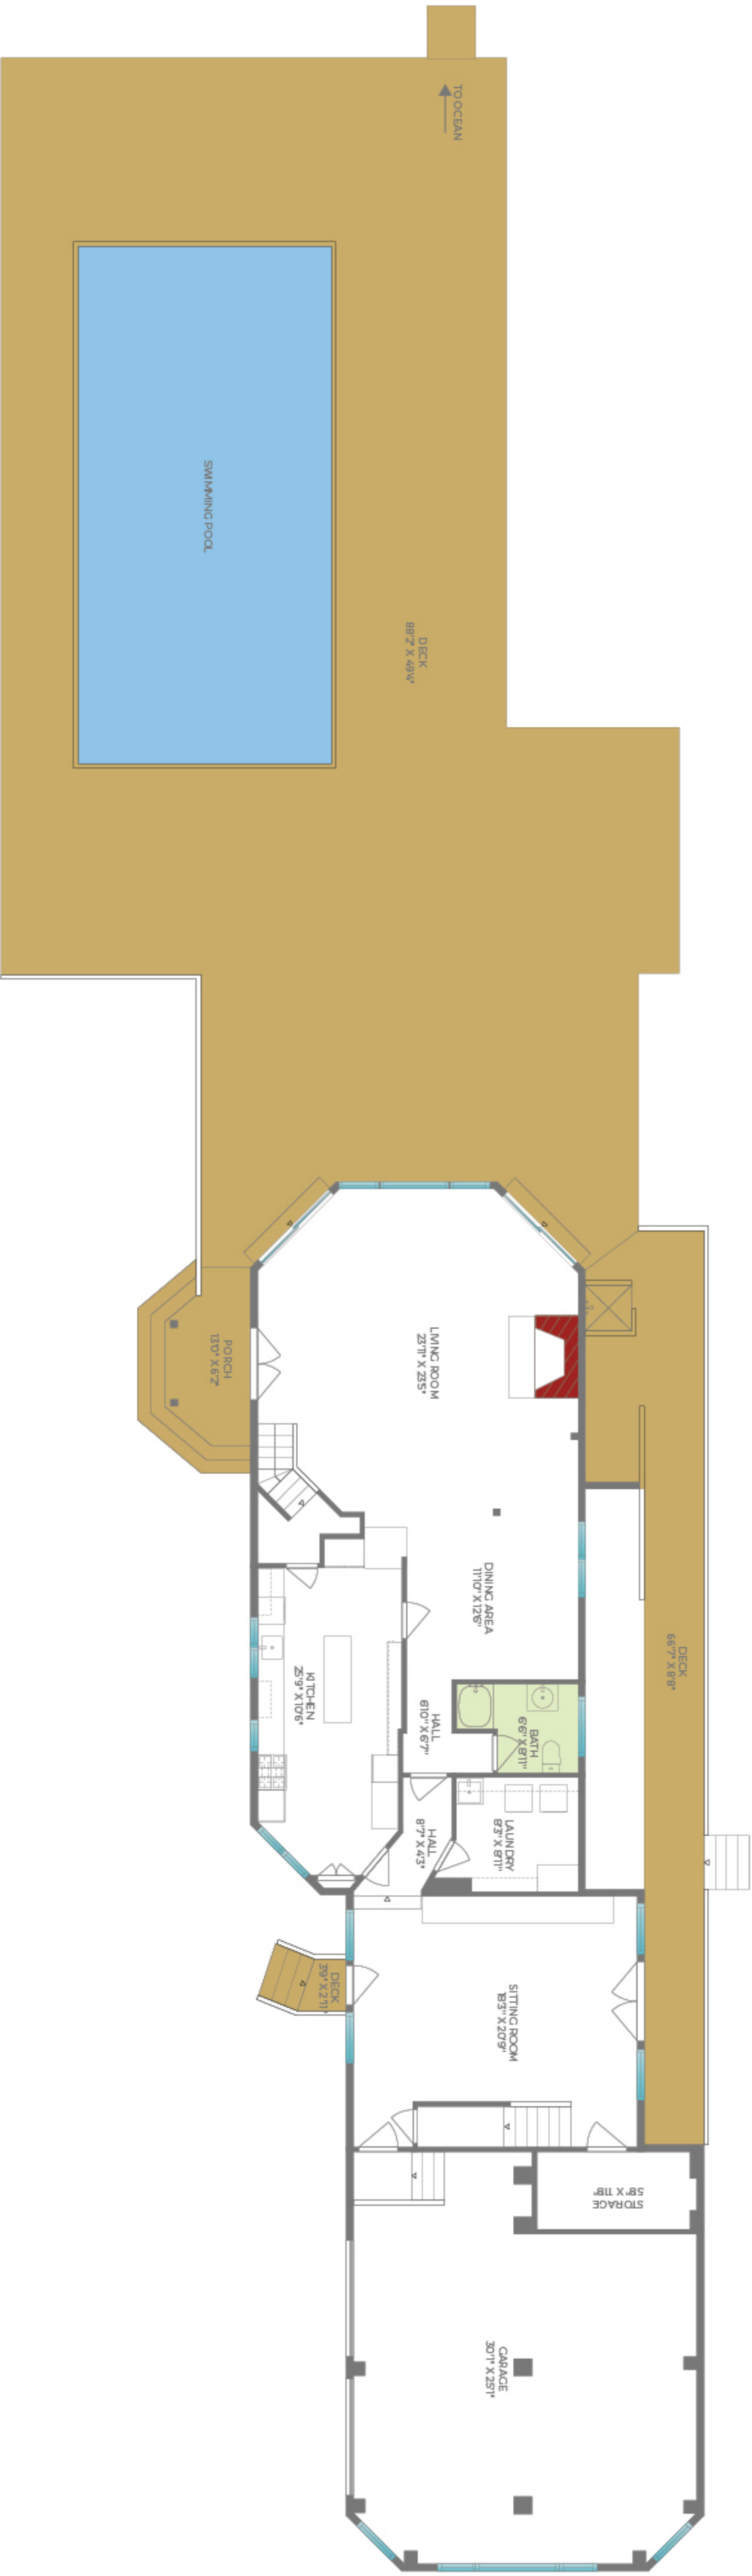 TO OCEAN
SWIMMING POOL
DECK
88'2" X 49'4"
PORCH
13'0" X 6'2"
LIVING ROOM
23'11" X 23'5"
DINING AREA
11'10" X 12'6"
DECK
66'7" X 8'8"
KITCHEN
25'9" X 10'6"
HALL
6'10" X 6'7"
BATH
6'6" X 8'11"
HALL
8'7" X 4'3"
LAUNDRY
8'3" X 8'11"
DECK
3'9" X 2'11"
SITTING ROOM
18'3" X 20'9"
STORAGE
5'8" X 11'8"
GARAGE
30'1" X 25'11"